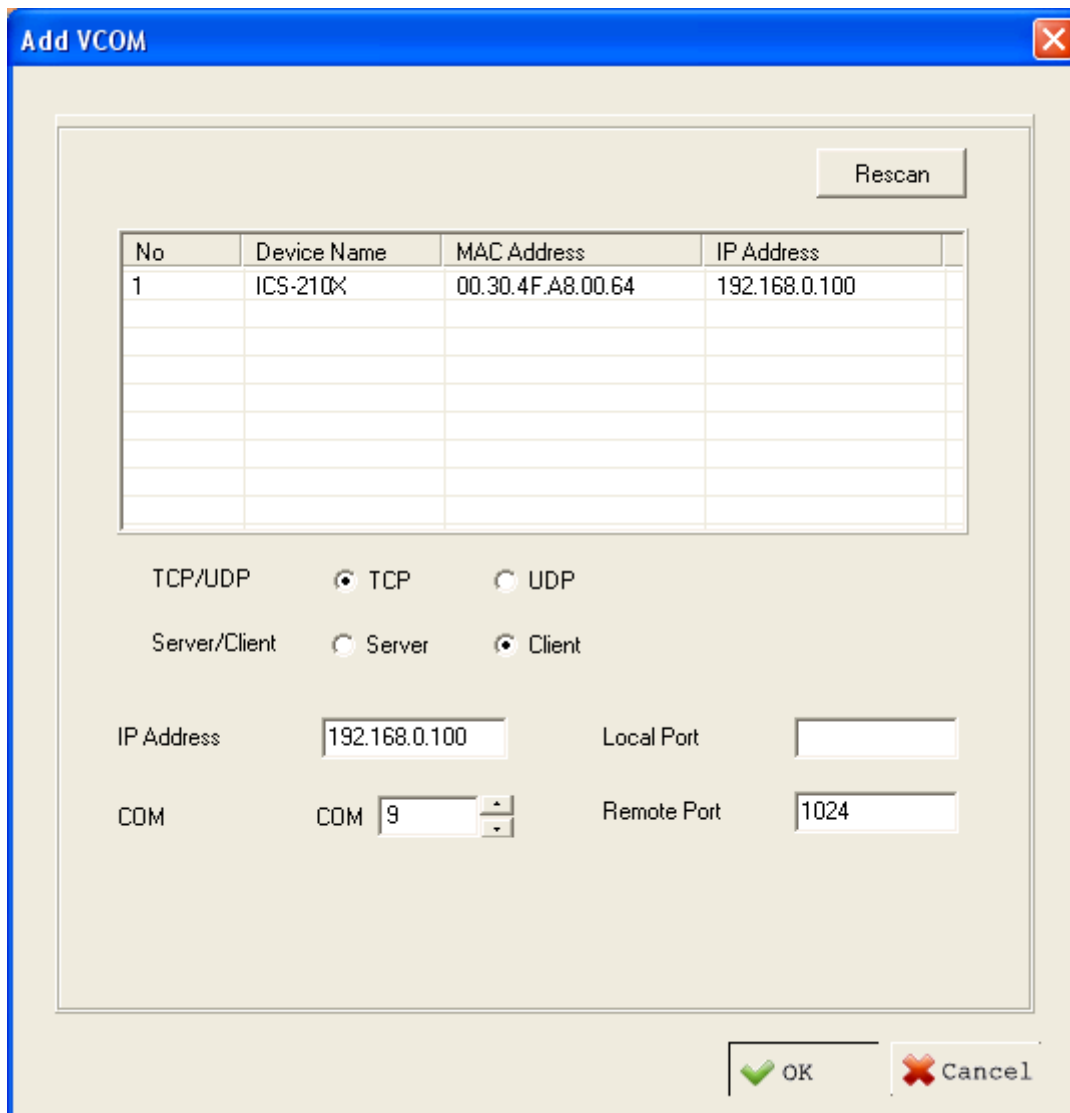 Add VCOM
Rescan
No Device Name MAC Address IP Address
1 ICS-210X 00.30.4F.A8.00.64 192.168.0.100
TCP/UDP TCP UDP
Server/Client Server Client
IP Address 192.168.0.100 Local Port
COM COM 9 Remote Port 1024
OK Cancel